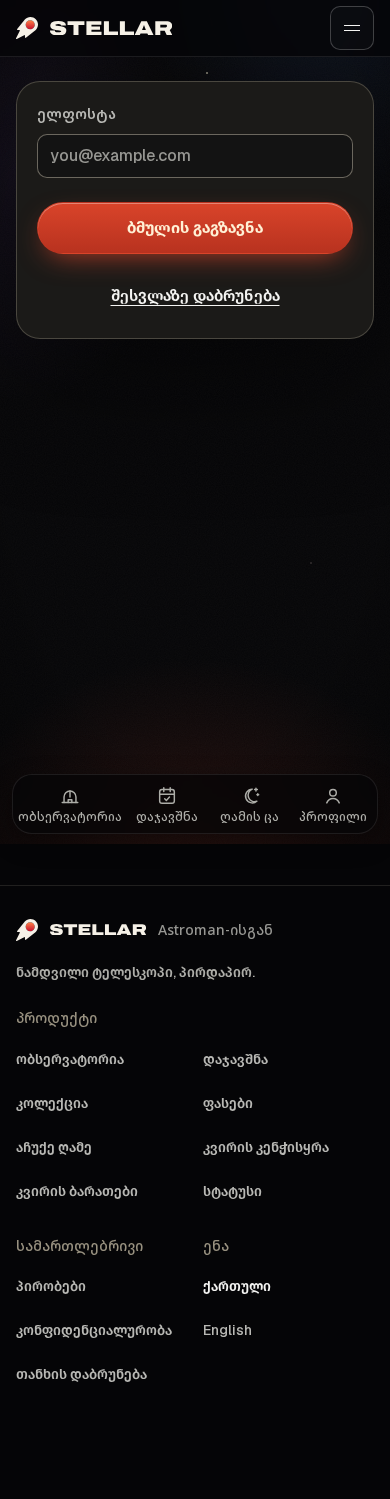 STELLAR
ელფოსტა
you@example.com
ბმულის გაგზავნა
შესვლაზე დაბრუნება
ობსერვატორია დაჯავშნა ღამის ცა პროფილი
STELLAR Astroman-ისგან
ნამდვილი ტელესკოპი, პირდაპირ.
პროდუქტი
ობსერვატორია დაჯავშნა
კოლექცია ფასები
აჩუქე ღამე კვირის კენჭისყრა
კვირის ბარათები სტატუსი
სამართლებრივი ენა
პირობები ქართული
კონფიდენციალურობა English
თანხის დაბრუნება